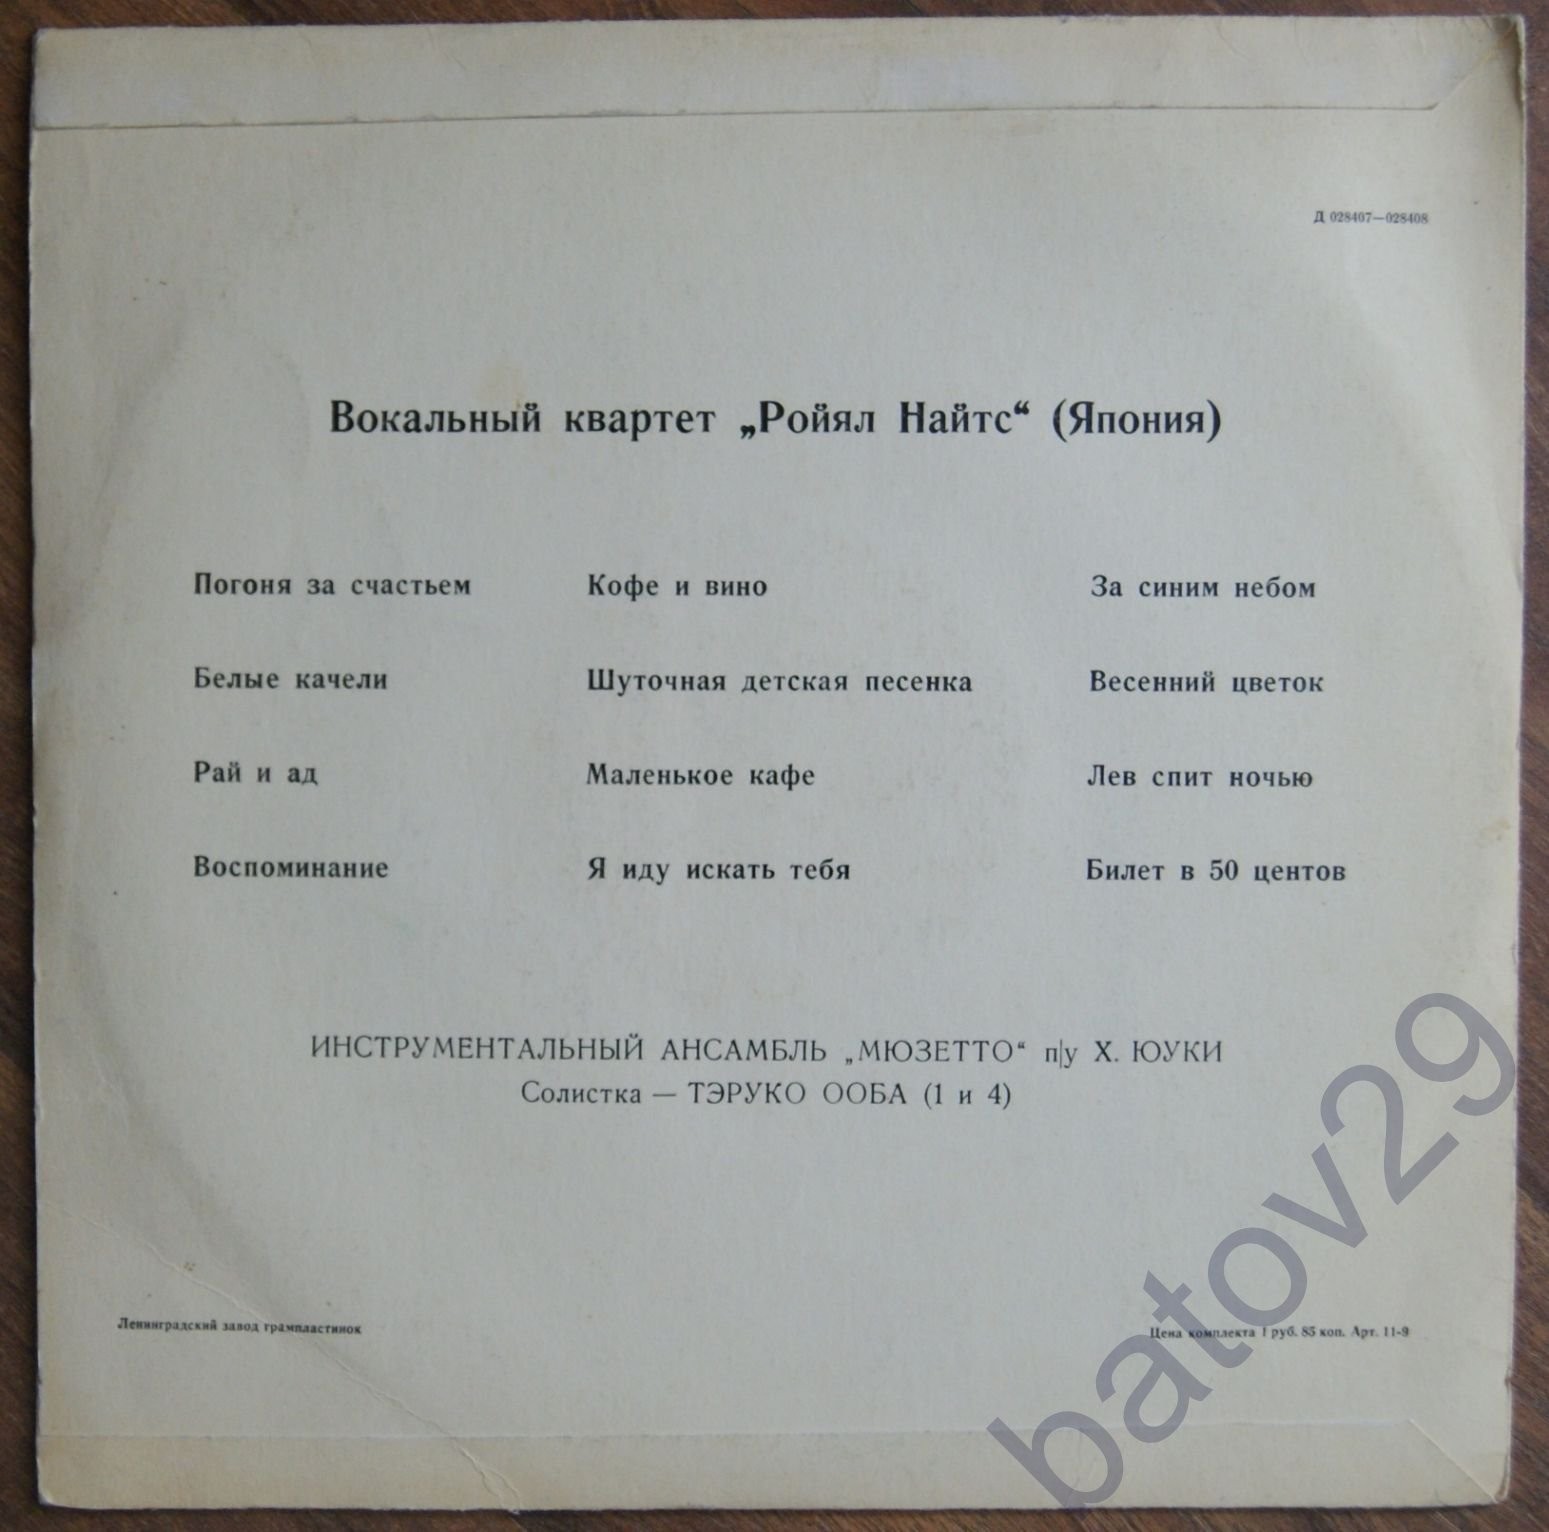 Д 028407—028408
Вокальный квартет „Ройял Найтс“ (Япония)
Погоня за счастьем
Белые качели
Рай и ад
Воспоминание
Кофе и вино
Шуточная детская песенка
Маленькое кафе
Я иду искать тебя
За синим небом
Весенний цветок
Лев спит ночью
Билет в 50 центов
ИНСТРУМЕНТАЛЬНЫЙ АНСАМБЛЬ „МЮЗЕТТО“ п|у Х. ЮУКИ
Солистка — ТЭРУКО ООБА (1 и 4)
Ленинградский завод грампластинок
Цена комплекта 1 руб. 85 коп. Арт. 11-9
batov29